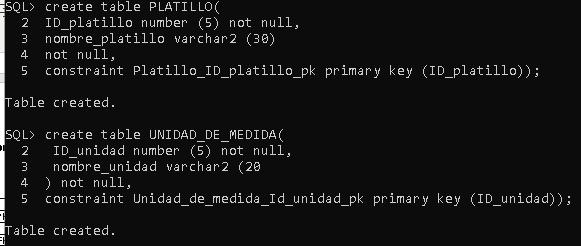 SQL> create table PLATILLO(
  2  ID_platillo number (5) not null,
  3  nombre_platillo varchar2 (30)
  4  not null,
  5  constraint Platillo_ID_platillo_pk primary key (ID_platillo));
Table created.
SQL> create table UNIDAD_DE_MEDIDA(
  2   ID_unidad number (5) not null,
  3   nombre_unidad varchar2 (20
  4  ) not null,
  5  constraint Unidad_de_medida_Id_unidad_pk primary key (ID_unidad));
Table created.